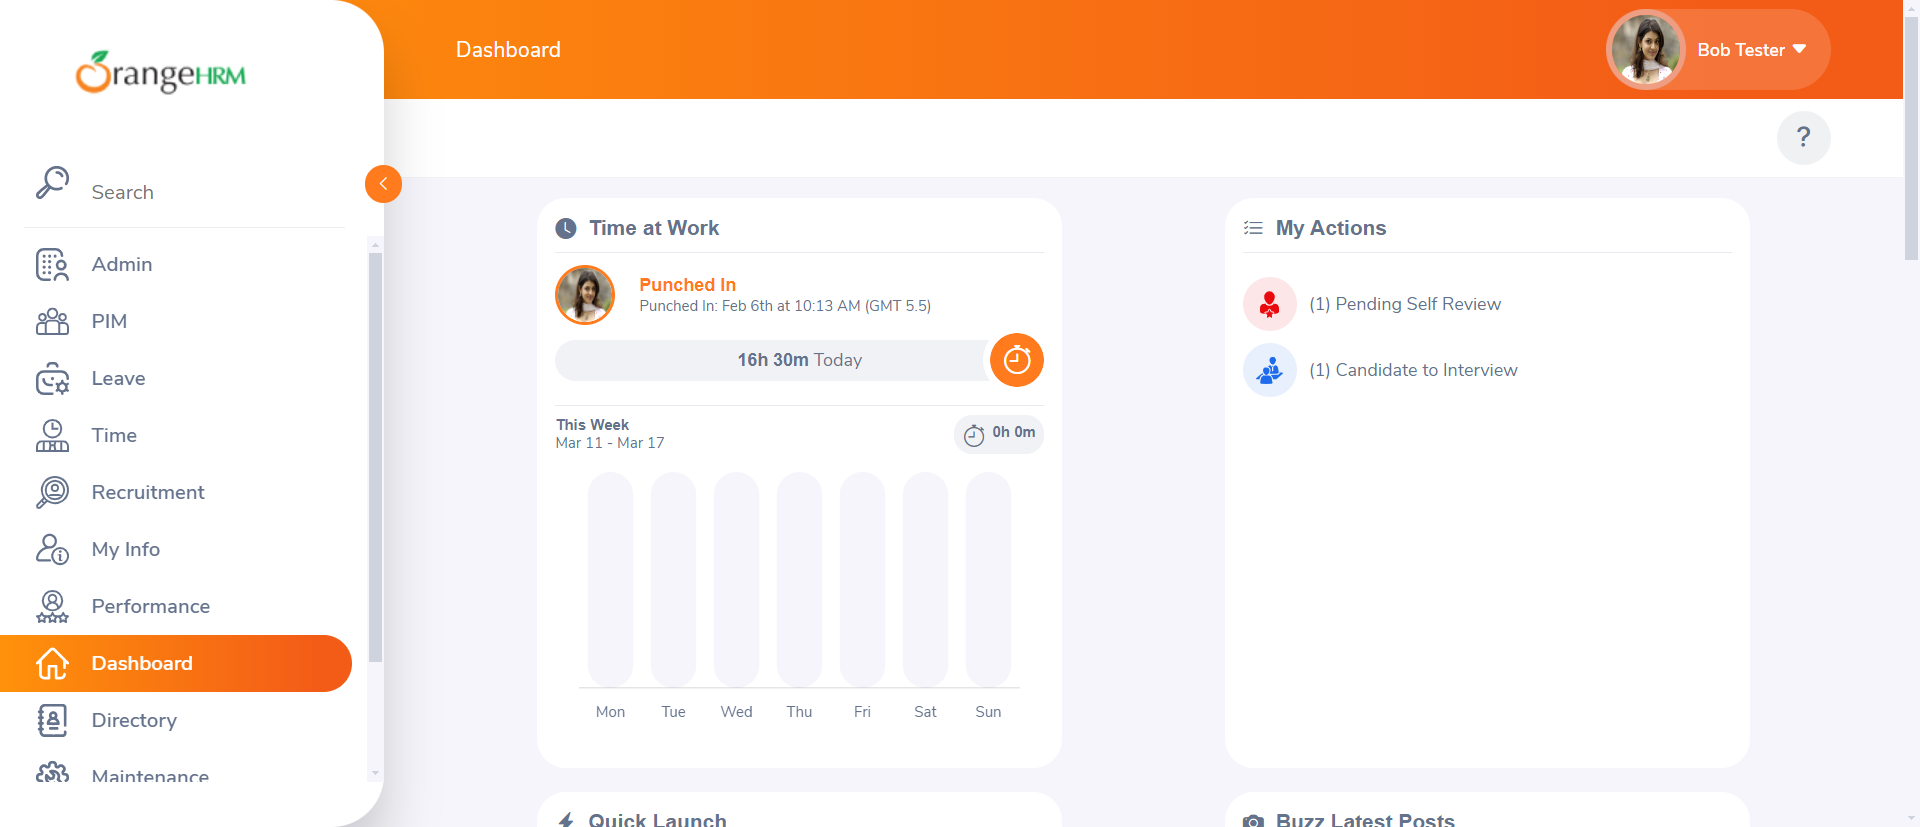 OrangeHRM
Dashboard
Bob Tester
?
Search
Admin
PIM
Leave
Time
Recruitment
My Info
Performance
Dashboard
Directory
Maintenance
Time at Work
Punched In
Punched In: Feb 6th at 10:13 AM (GMT 5.5)
16h 30m Today
This Week
Mar 11 - Mar 17
0h 0m
Mon Tue Wed Thu Fri Sat Sun
My Actions
(1) Pending Self Review
(1) Candidate to Interview
Quick Launch
Buzz Latest Posts